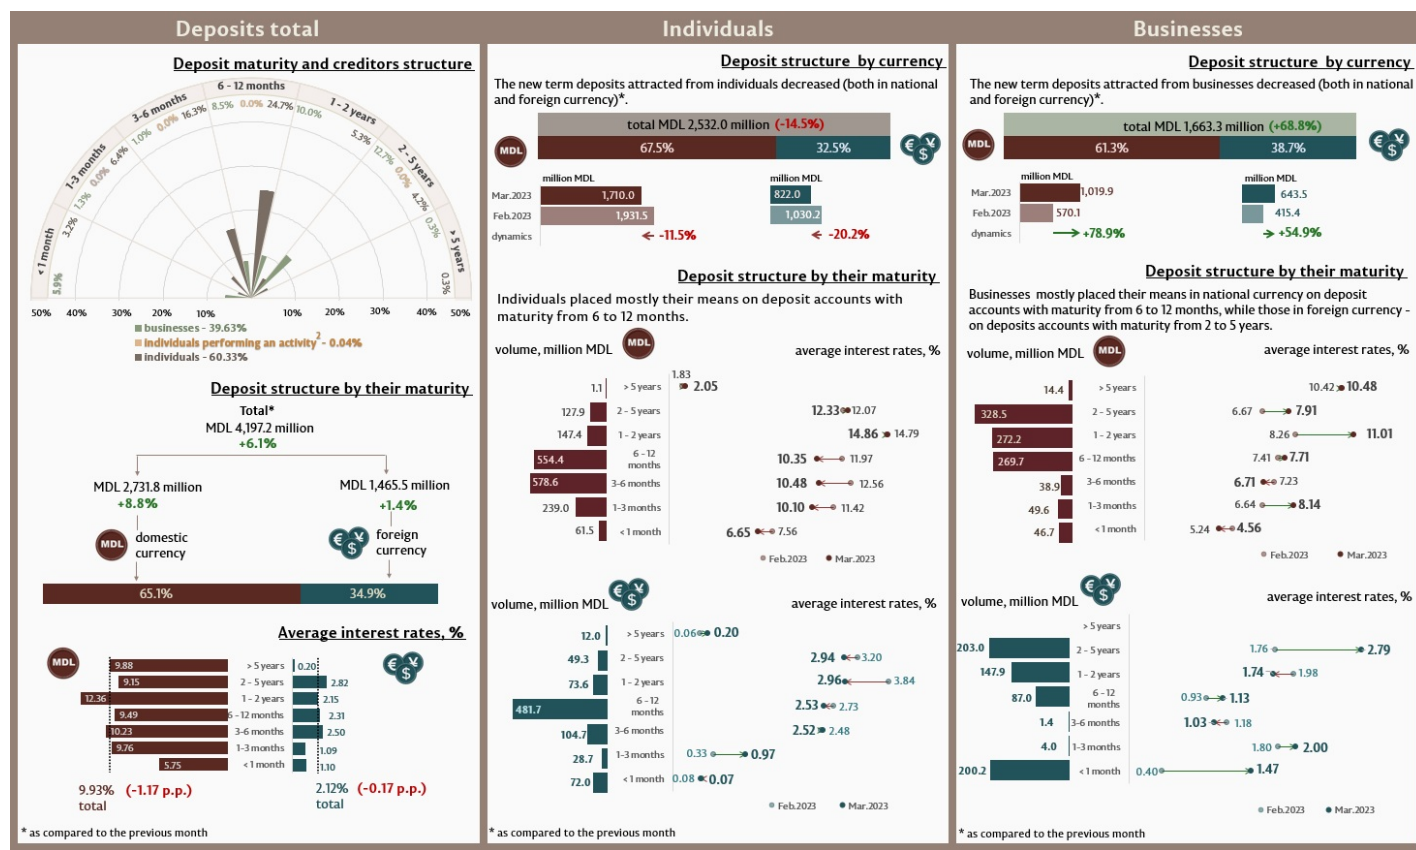 Deposits total
Deposit maturity and creditors structure
< 1 month
1-3 months
3-6 months
6 - 12 months
1 - 2 years
2 - 5 years
> 5 years
5.9%
3.2%
1.3%
0.0%
6.4%
1.0%
0.0%
16.3%
8.5%
0.0%
24.7%
10.0%
5.3%
12.7%
0.0%
4.2%
0.3%
0.3%
50% 40% 30% 20% 10% 10% 20% 30% 40% 50%
businesses - 39.63%
individuals performing an activity² - 0.04%
individuals - 60.33%
Deposit structure by their maturity
Total*
MDL 4,197.2 million
+6.1%
MDL 2,731.8 million
+8.8%
MDL 1,465.5 million
+1.4%
MDL
domestic
currency
€ ¥ $
foreign
currency
65.1% 34.9%
Average interest rates, %
MDL
€ ¥ $
9.88 > 5 years 0.20
9.15 2 - 5 years 2.82
12.36 1 - 2 years 2.15
9.49 6 - 12 months 2.31
10.23 3-6 months 2.50
9.76 1-3 months 1.09
5.75 < 1 month 1.10
9.93% (-1.17 p.p.)
total
2.12% (-0.17 p.p.)
total
* as compared to the previous month
Individuals
Deposit structure by currency
The new term deposits attracted from individuals decreased (both in national
and foreign currency)*.
total MDL 2,532.0 million (-14.5%)
MDL
67.5% 32.5%
€ ¥ $
million MDL million MDL
Mar.2023 1,710.0 822.0
Feb.2023 1,931.5 1,030.2
dynamics -11.5% -20.2%
Deposit structure by their maturity
Individuals placed mostly their means on deposit accounts with
maturity from 6 to 12 months.
volume, million MDL MDL average interest rates, %
1.1 > 5 years 1.83 2.05
127.9 2 - 5 years 12.33 12.07
147.4 1 - 2 years 14.86 14.79
554.4 6 - 12 months 10.35 11.97
578.6 3-6 months 10.48 12.56
239.0 1-3 months 10.10 11.42
61.5 < 1 month 6.65 7.56
Feb.2023 Mar.2023
volume, million MDL € ¥ $ average interest rates, %
12.0 > 5 years 0.06 0.20
49.3 2 - 5 years 2.94 3.20
73.6 1 - 2 years 2.96 3.84
481.7 6 - 12 months 2.53 2.73
104.7 3-6 months 2.52 2.48
28.7 1-3 months 0.33 0.97
72.0 < 1 month 0.08 0.07
Feb.2023 Mar.2023
* as compared to the previous month
Businesses
Deposit structure by currency
The new term deposits attracted from businesses decreased (both in national
and foreign currency)*.
total MDL 1,663.3 million (+68.8%)
MDL
61.3% 38.7%
€ ¥ $
million MDL million MDL
Mar.2023 1,019.9 643.5
Feb.2023 570.1 415.4
dynamics +78.9% +54.9%
Deposit structure by their maturity
Businesses mostly placed their means in national currency on deposit
accounts with maturity from 6 to 12 months, while those in foreign currency -
on deposits accounts with maturity from 2 to 5 years.
volume, million MDL MDL average interest rates, %
14.4 > 5 years 10.42 10.48
328.5 2 - 5 years 6.67 7.91
272.2 1 - 2 years 8.26 11.01
269.7 6 - 12 months 7.41 7.71
38.9 3-6 months 6.71 7.23
49.6 1-3 months 6.64 8.14
46.7 < 1 month 5.24 4.56
Feb.2023 Mar.2023
volume, million MDL € ¥ $ average interest rates, %
> 5 years
203.0 2 - 5 years 1.76 2.79
147.9 1 - 2 years 1.74 1.98
87.0 6 - 12 months 0.93 1.13
1.4 3-6 months 1.03 1.18
4.0 1-3 months 1.80 2.00
200.2 < 1 month 0.40 1.47
Feb.2023 Mar.2023
* as compared to the previous month